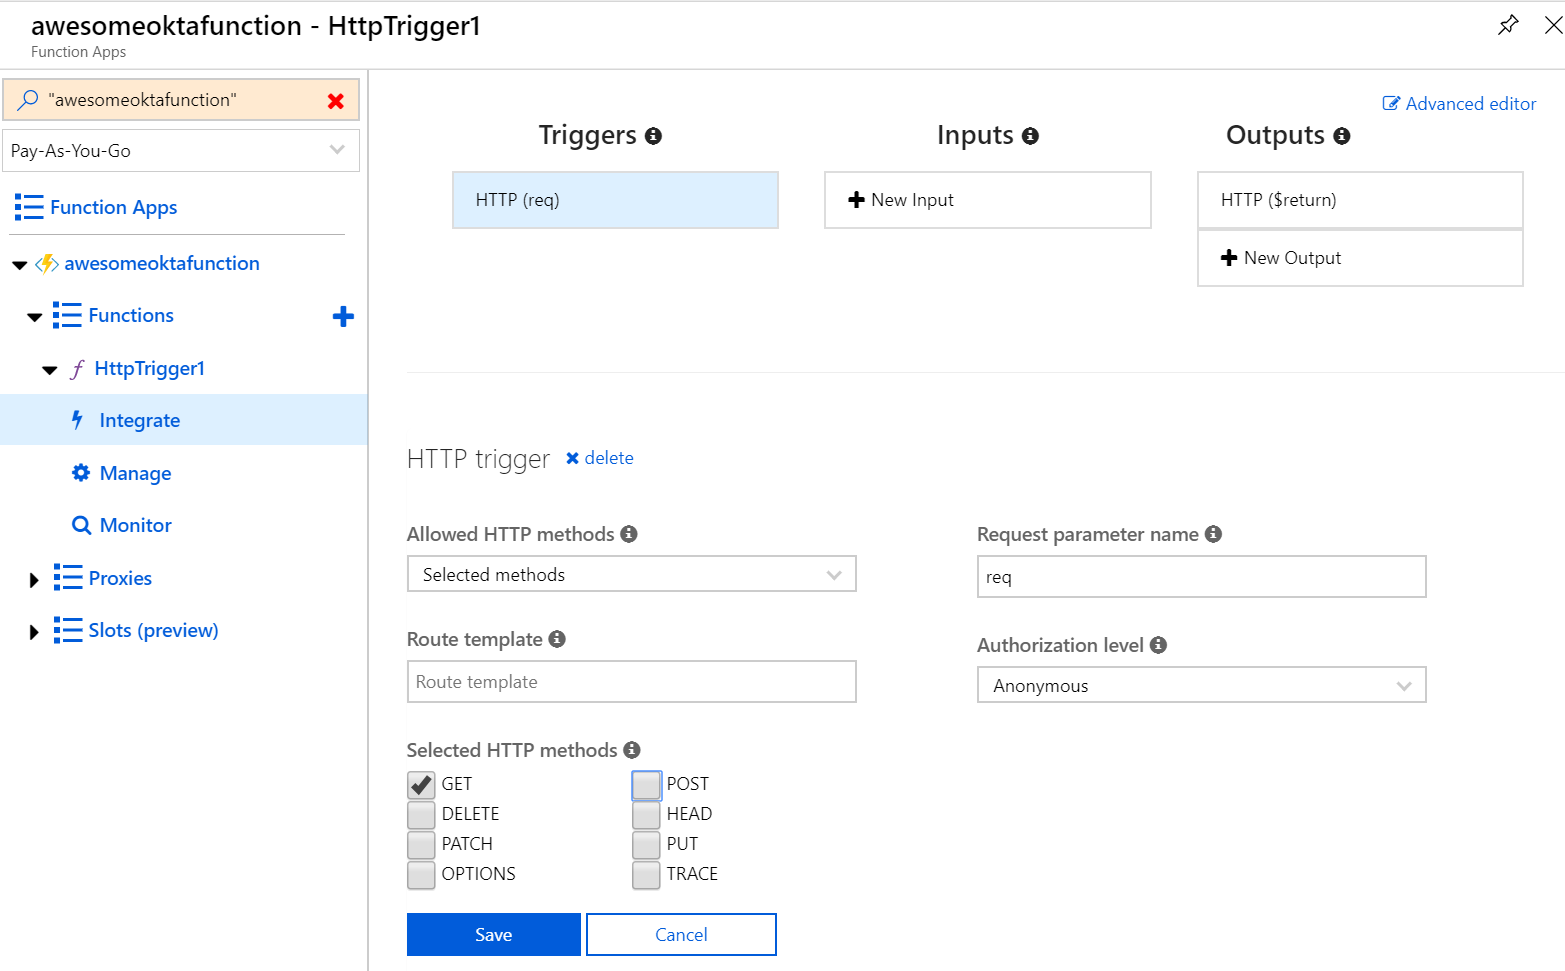 awesomeoktafunction - HttpTrigger1
Function Apps
"awesomeoktafunction"
Pay-As-You-Go
Function Apps
awesomeoktafunction
Functions
HttpTrigger1
Integrate
Manage
Monitor
Proxies
Slots (preview)
Advanced editor
Triggers
HTTP (req)
Inputs
New Input
Outputs
HTTP ($return)
New Output
HTTP trigger
delete
Allowed HTTP methods
Selected methods
Request parameter name
req
Route template
Route template
Authorization level
Anonymous
Selected HTTP methods
GET
POST
DELETE
HEAD
PATCH
PUT
OPTIONS
TRACE
Save
Cancel